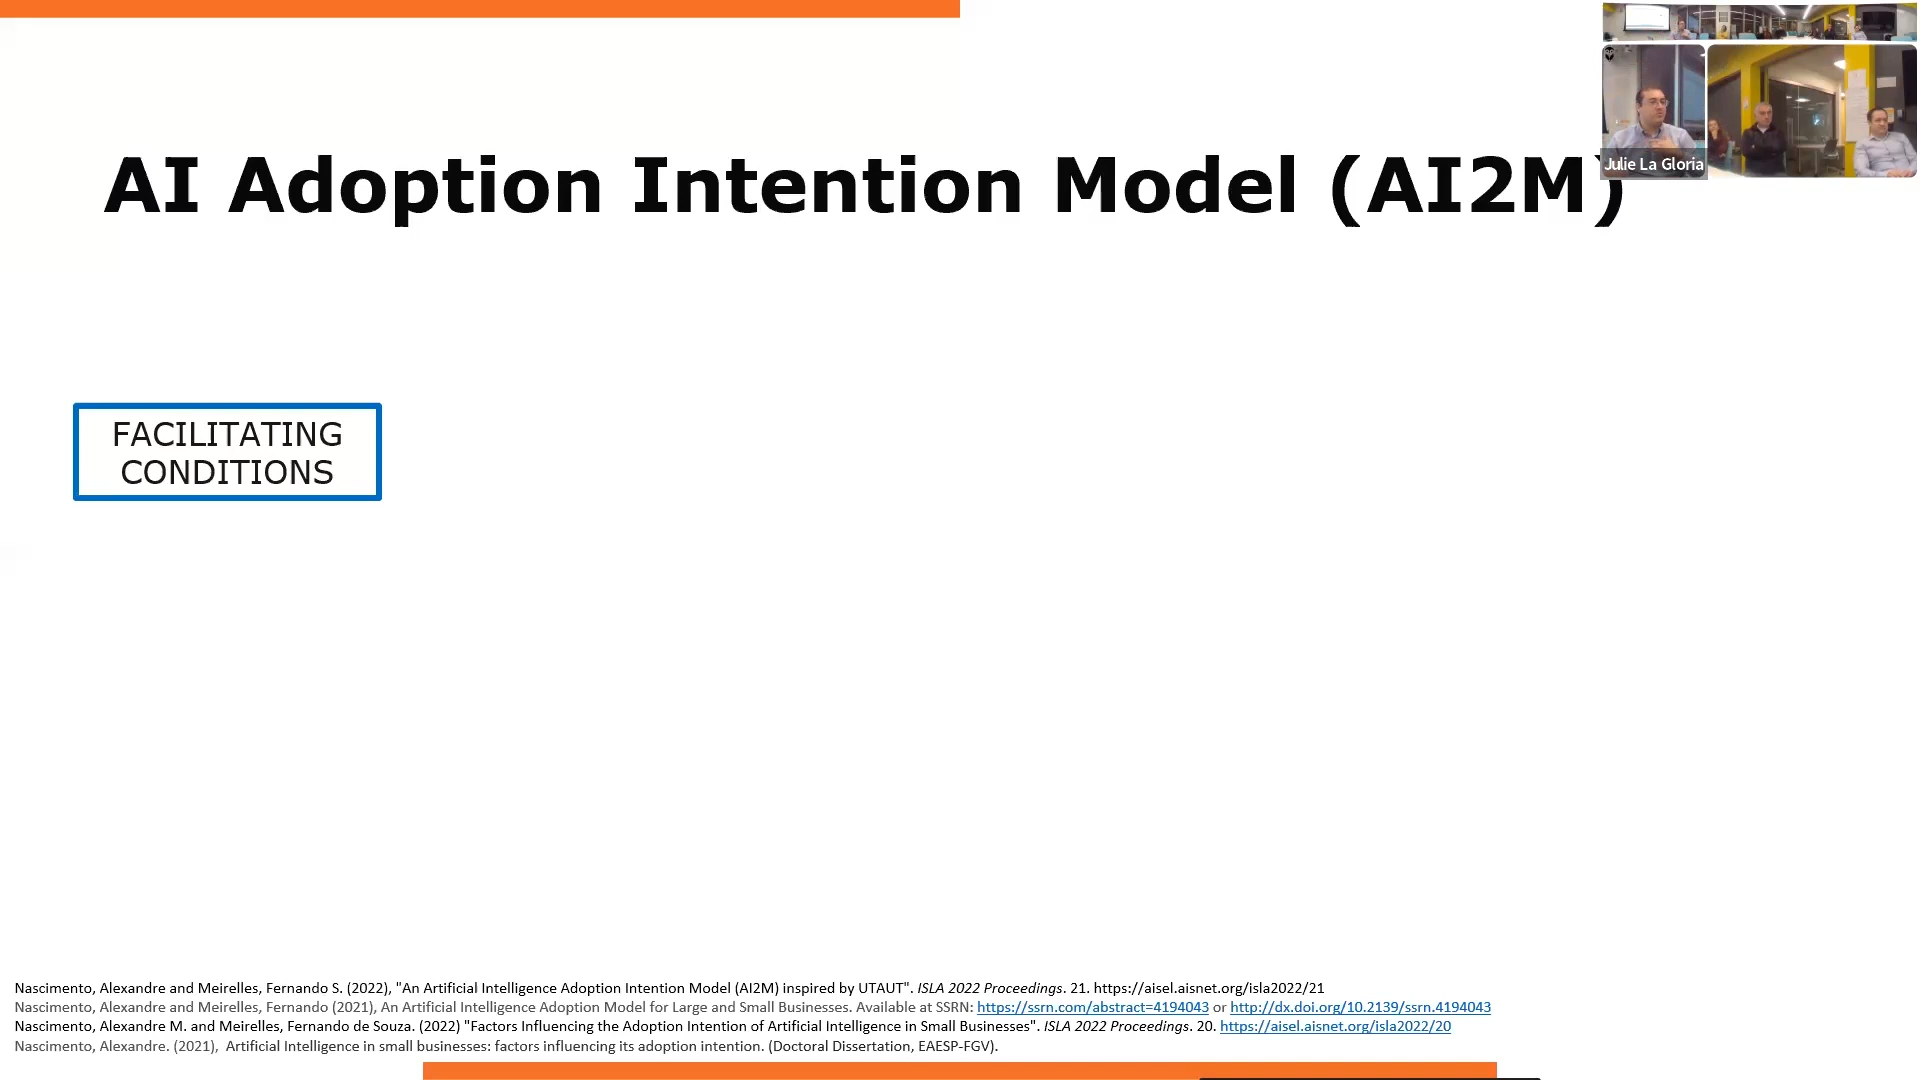 AI Adoption Intention Model (AI2M)
Julie La Gloria
FACILITATING
CONDITIONS
Nascimento, Alexandre and Meirelles, Fernando S. (2022), "An Artificial Intelligence Adoption Intention Model (AI2M) inspired by UTAUT". ISLA 2022 Proceedings. 21. https://aisel.aisnet.org/isla2022/21
Nascimento, Alexandre and Meirelles, Fernando (2021), An Artificial Intelligence Adoption Model for Large and Small Businesses. Available at SSRN: https://ssrn.com/abstract=4194043 or http://dx.doi.org/10.2139/ssrn.4194043
Nascimento, Alexandre M. and Meirelles, Fernando de Souza. (2022) "Factors Influencing the Adoption Intention of Artificial Intelligence in Small Businesses". ISLA 2022 Proceedings. 20. https://aisel.aisnet.org/isla2022/20
Nascimento, Alexandre. (2021), Artificial Intelligence in small businesses: factors influencing its adoption intention. (Doctoral Dissertation, EAESP-FGV).